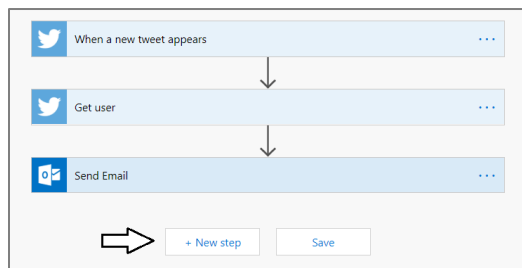 When a new tweet appears
Get user
Send Email
+ New step
Save